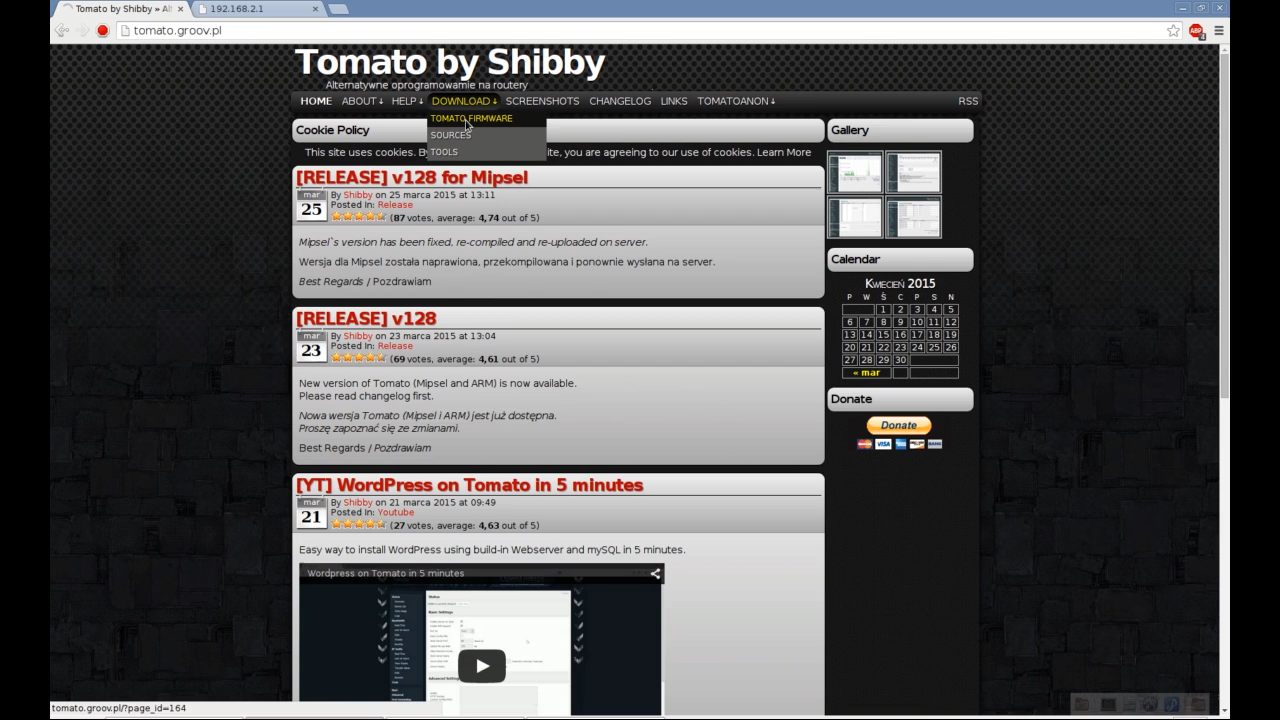 Tomato by Shibby » Alt
192.168.2.1
tomato.groov.pl
ABP
Tomato by Shibby
Alternatywne oprogramowanie na routery
HOME ABOUT↓ HELP↓ DOWNLOAD↓ SCREENSHOTS CHANGELOG LINKS TOMATOANON↓ RSS
TOMATO FIRMWARE
SOURCES
TOOLS
Cookie Policy
This site uses cookies. B te, you are agreeing to our use of cookies. Learn More
[RELEASE] v128 for Mipsel
mar
25
By Shibby on 25 marca 2015 at 13:11
Posted In: Release
(87 votes, average: 4,74 out of 5)
Mipsel`s version has been fixed, re-compiled and re-uploaded on server.
Wersja dla Mipsel została naprawiona, przekompilowana i ponownie wysłana na server.
Best Regards / Pozdrawiam
[RELEASE] v128
mar
23
By Shibby on 23 marca 2015 at 13:04
Posted In: Release
(69 votes, average: 4,61 out of 5)
New version of Tomato (Mipsel and ARM) is now available.
Please read changelog first.
Nowa wersja Tomato (Mipsel i ARM) jest już dostępna.
Proszę zapoznać się ze zmianami.
Best Regards / Pozdrawiam
[YT] WordPress on Tomato in 5 minutes
mar
21
By Shibby on 21 marca 2015 at 09:49
Posted In: Youtube
(27 votes, average: 4,63 out of 5)
Easy way to install WordPress using build-in Webserver and mySQL in 5 minutes.
Wordpress on Tomato in 5 minutes
Gallery
Calendar
Kwiecień 2015
P W Ś C P S N
1 2 3 4 5
6 7 8 9 10 11 12
13 14 15 16 17 18 19
20 21 22 23 24 25 26
27 28 29 30
« mar
Donate
Donate
VISA
tomato.groov.pl/?page_id=164